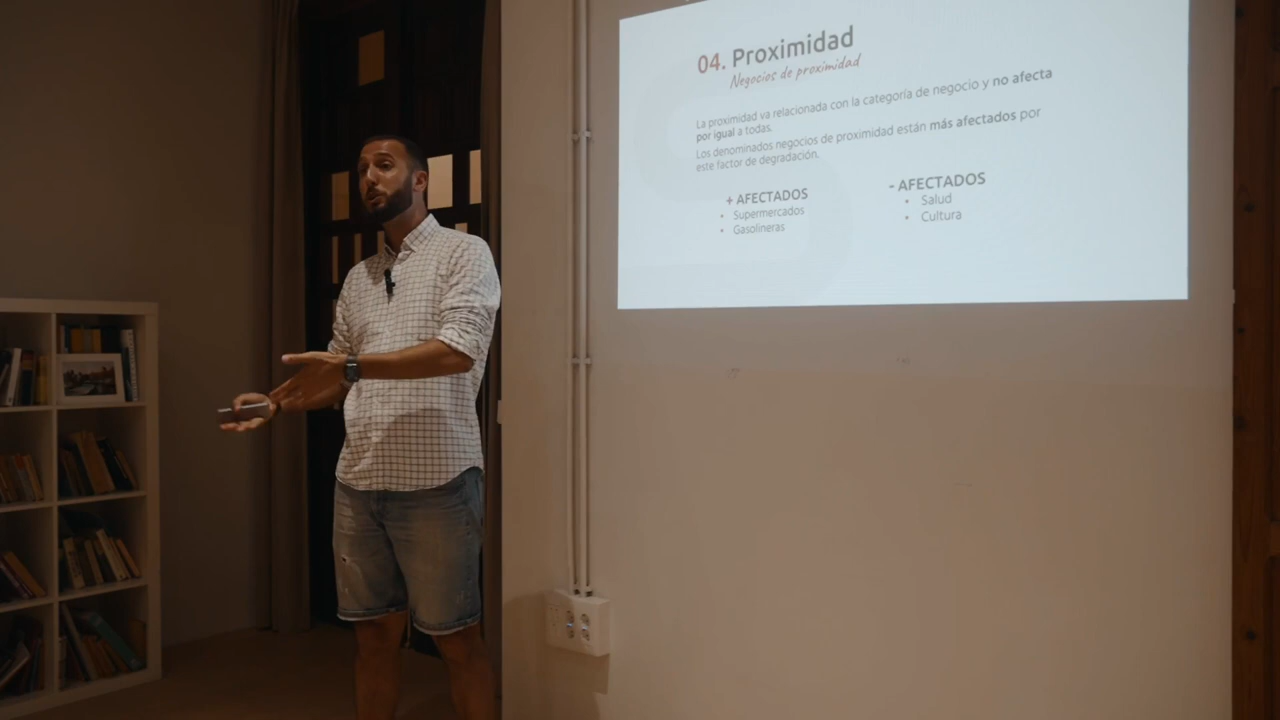 04. Proximidad
Negocios de proximidad
La proximidad va relacionada con la categoría de negocio y no afecta
por igual a todas.
Los denominados negocios de proximidad están más afectados por
este factor de degradación.
+ AFECTADOS
• Supermercados
• Gasolineras
- AFECTADOS
• Salud
• Cultura